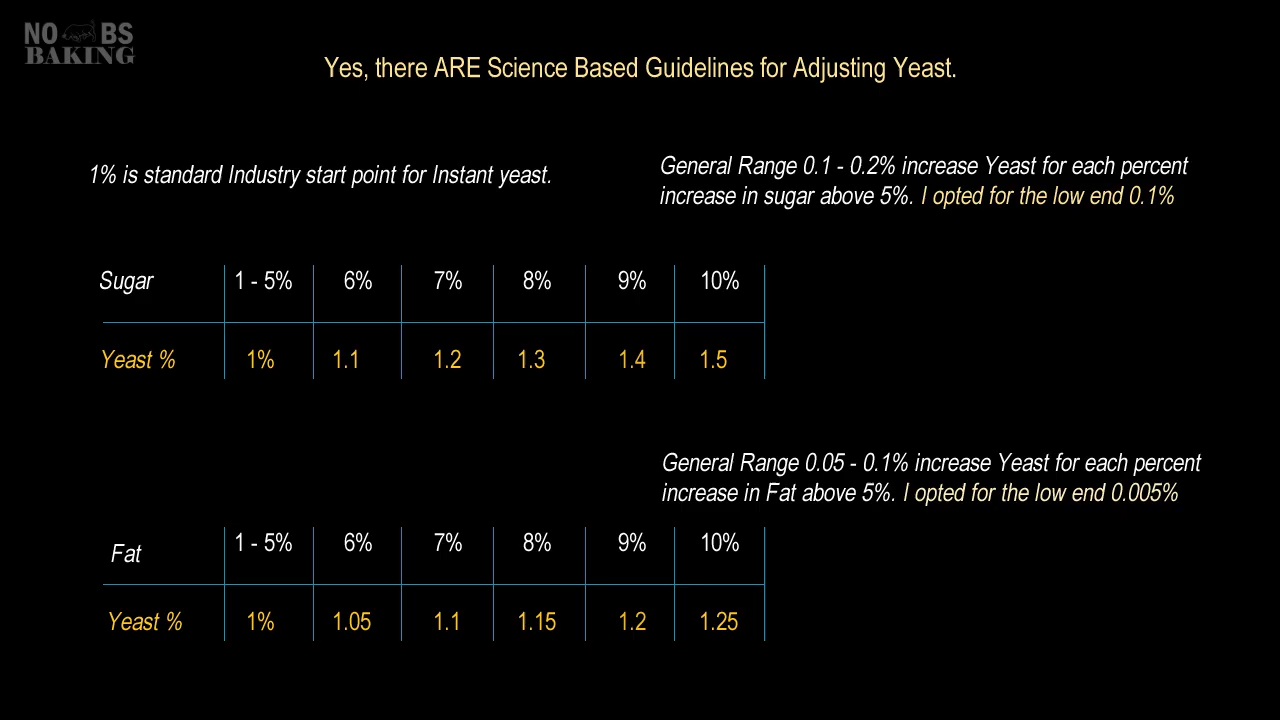 NO BS
BAKING
Yes, there ARE Science Based Guidelines for Adjusting Yeast.
1% is standard Industry start point for Instant yeast.
General Range 0.1 - 0.2% increase Yeast for each percent
increase in sugar above 5%. I opted for the low end 0.1%
Sugar 1 - 5% 6% 7% 8% 9% 10%
Yeast % 1% 1.1 1.2 1.3 1.4 1.5
General Range 0.05 - 0.1% increase Yeast for each percent
increase in Fat above 5%. I opted for the low end 0.005%
Fat 1 - 5% 6% 7% 8% 9% 10%
Yeast % 1% 1.05 1.1 1.15 1.2 1.25